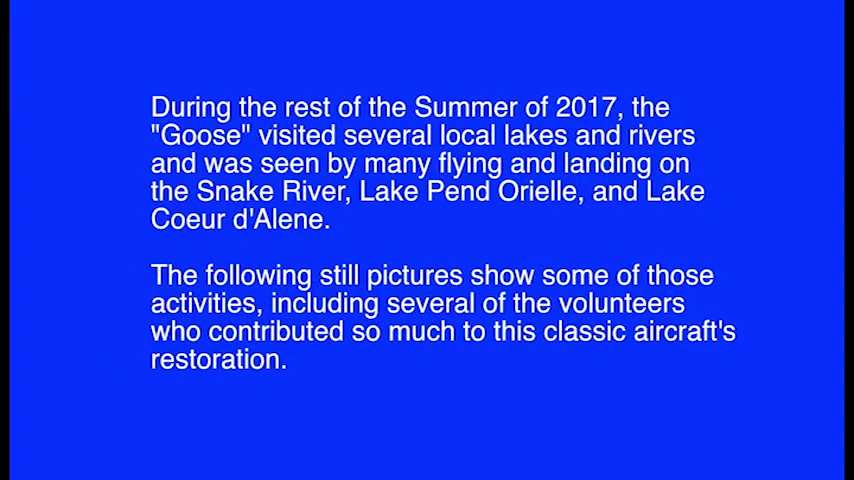 During the rest of the Summer of 2017, the
"Goose" visited several local lakes and rivers
and was seen by many flying and landing on
the Snake River, Lake Pend Orielle, and Lake
Coeur d'Alene.
The following still pictures show some of those
activities, including several of the volunteers
who contributed so much to this classic aircraft's
restoration.